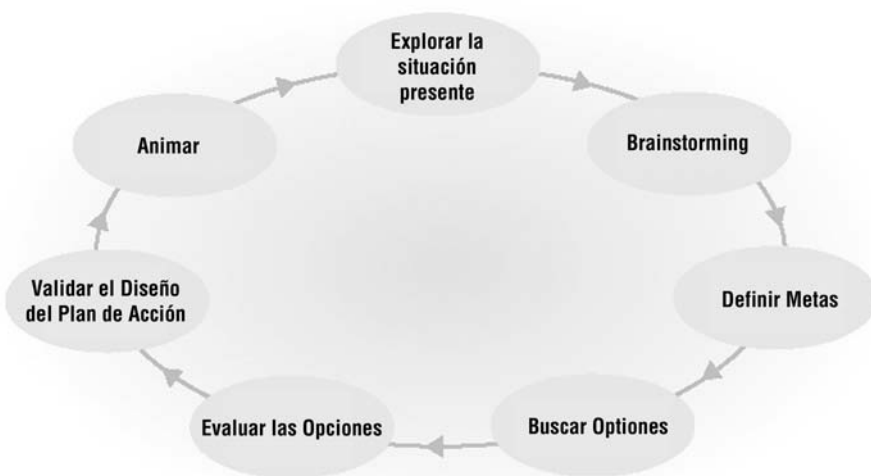 Explorar la
situación
presente
Brainstorming
Definir Metas
Buscar Optiones
Evaluar las Opciones
Validar el Diseño
del Plan de Acción
Animar